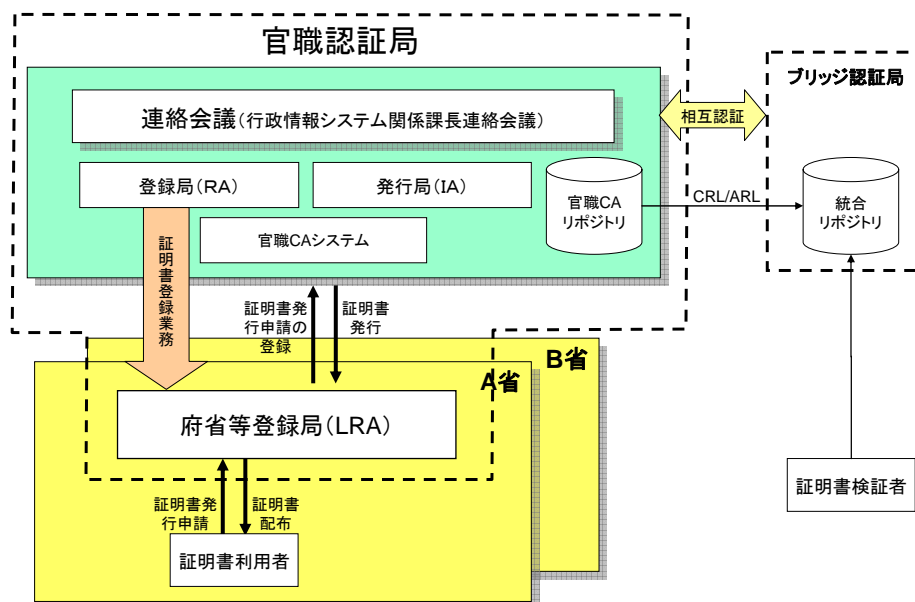 官職認証局
ブリッジ認証局
連絡会議(行政情報システム関係課長連絡会議)
相互認証
登録局(RA)
発行局(IA)
官職CA
リポジトリ
CRL/ARL
統合
リポジトリ
官職CAシステム
証明書登録業務
証明書発
行申請の
登録
証明書
発行
B省
A省
府省等登録局(LRA)
証明書発
行申請
証明書
配布
証明書利用者
証明書検証者